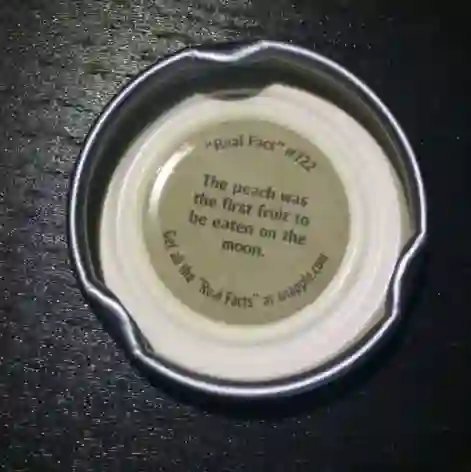 "Real Fact" #722
The peach was
the first fruit to
be eaten on the
moon.
Get all the "Real Facts" at snapple.com